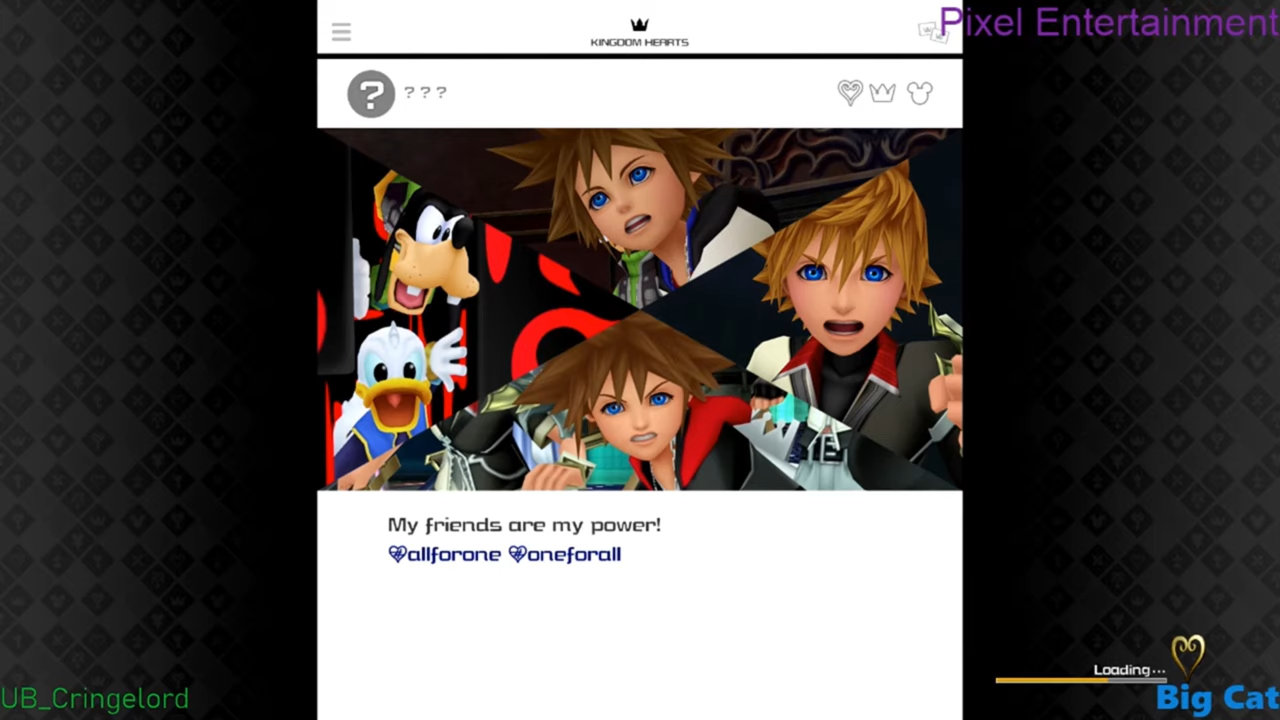 Pixel Entertainment
KINGDOM HEARTS
? ???
My friends are my power!
allforone oneforall
Loading...
UB_Cringelord
Big Cat